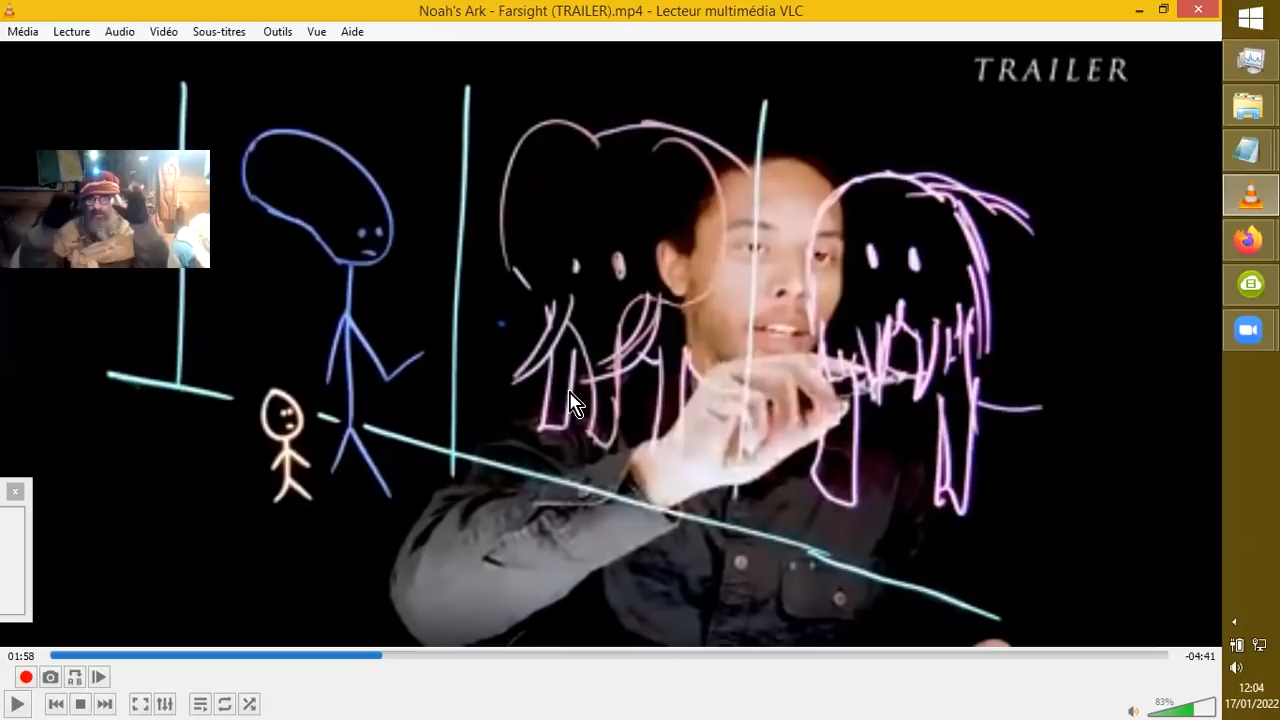 Noah's Ark - Farsight (TRAILER).mp4 - Lecteur multimédia VLC
Média Lecture Audio Vidéo Sous-titres Outils Vue Aide
TRAILER
01:58
-04:41
83%
12:04
17/01/2022